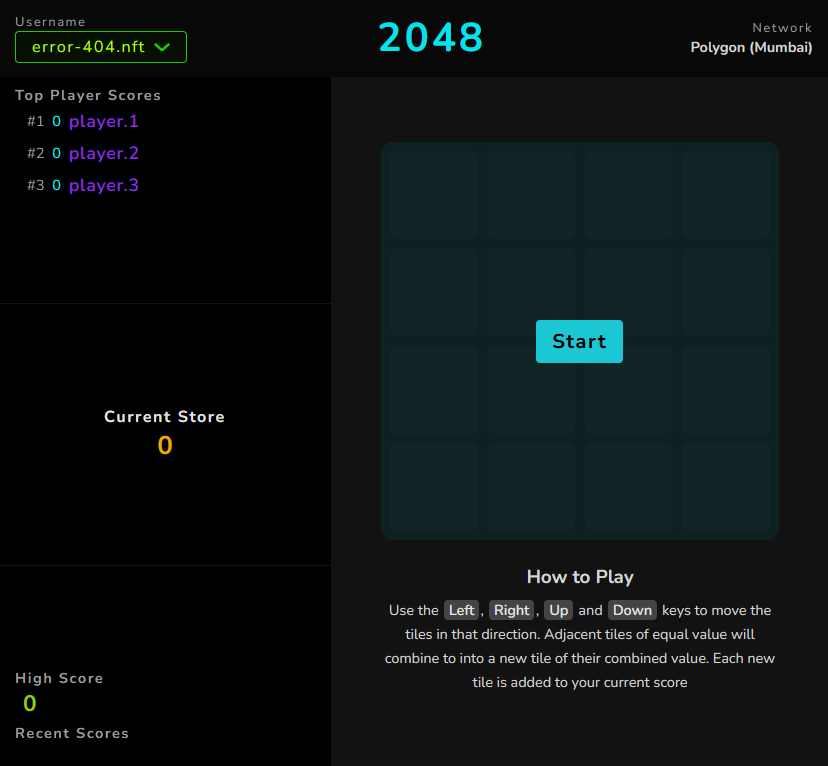 Username
error-404.nft
2048
Network
Polygon (Mumbai)
Top Player Scores
#1 0 player.1
#2 0 player.2
#3 0 player.3
Current Store
0
High Score
0
Recent Scores
Start
How to Play
Use the Left, Right, Up and Down keys to move the
tiles in that direction. Adjacent tiles of equal value will
combine to into a new tile of their combined value. Each new
tile is added to your current score